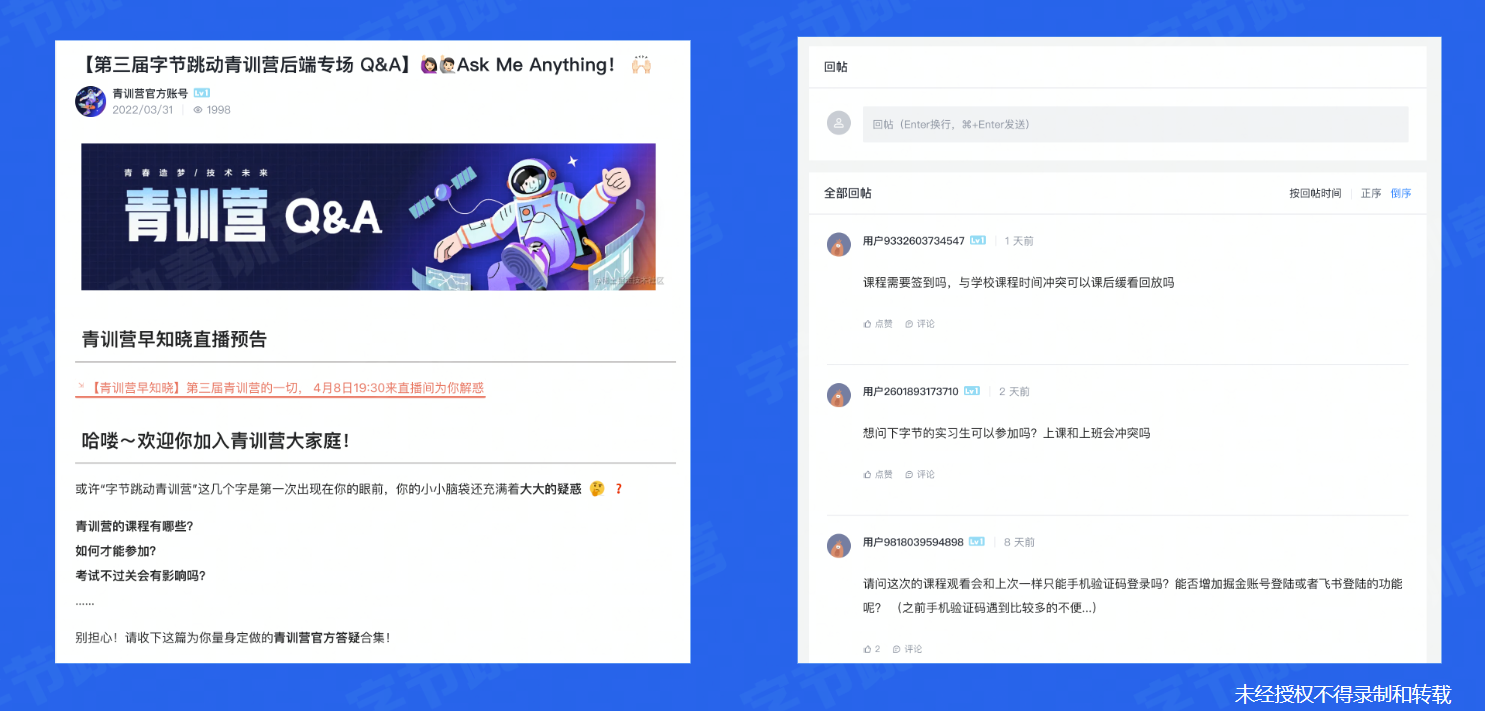 【第三届字节跳动青训营后端专场 Q&A】🙋🏻‍♀️🙋🏻Ask Me Anything！ 🙌🏻
青训营官方账号 Lv1
2022/03/31 1998
青春造梦 / 技术未来
青训营 Q&A
青训营早知晓直播预告
【青训营早知晓】第三届青训营的一切， 4月8日19:30来直播间为你解惑
哈喽～欢迎你加入青训营大家庭！
或许“字节跳动青训营”这几个字是第一次出现在你的眼前，你的小小脑袋还充满着大大的疑惑 🤔 ❓
青训营的课程有哪些？
如何才能参加？
考试不过关会有影响吗？
......
别担心！请收下这篇为你量身定做的青训营官方答疑合集！
回帖
回帖（Enter换行，⌘+Enter发送）
全部回帖
按回帖时间 正序 倒序
用户9332603734547 Lv1 1 天前
课程需要签到吗，与学校课程时间冲突可以课后缓看回放吗
点赞 评论
用户2601893173710 Lv1 2 天前
想问下字节的实习生可以参加吗？上课和上班会冲突吗
点赞 评论
用户9818039594898 Lv1 8 天前
请问这次的课程观看会和上次一样只能手机验证码登录吗？能否增加掘金账号登陆或者飞书登陆的功能
呢？ （之前手机验证码遇到比较多的不便...）
2 评论
未经授权不得录制和转载